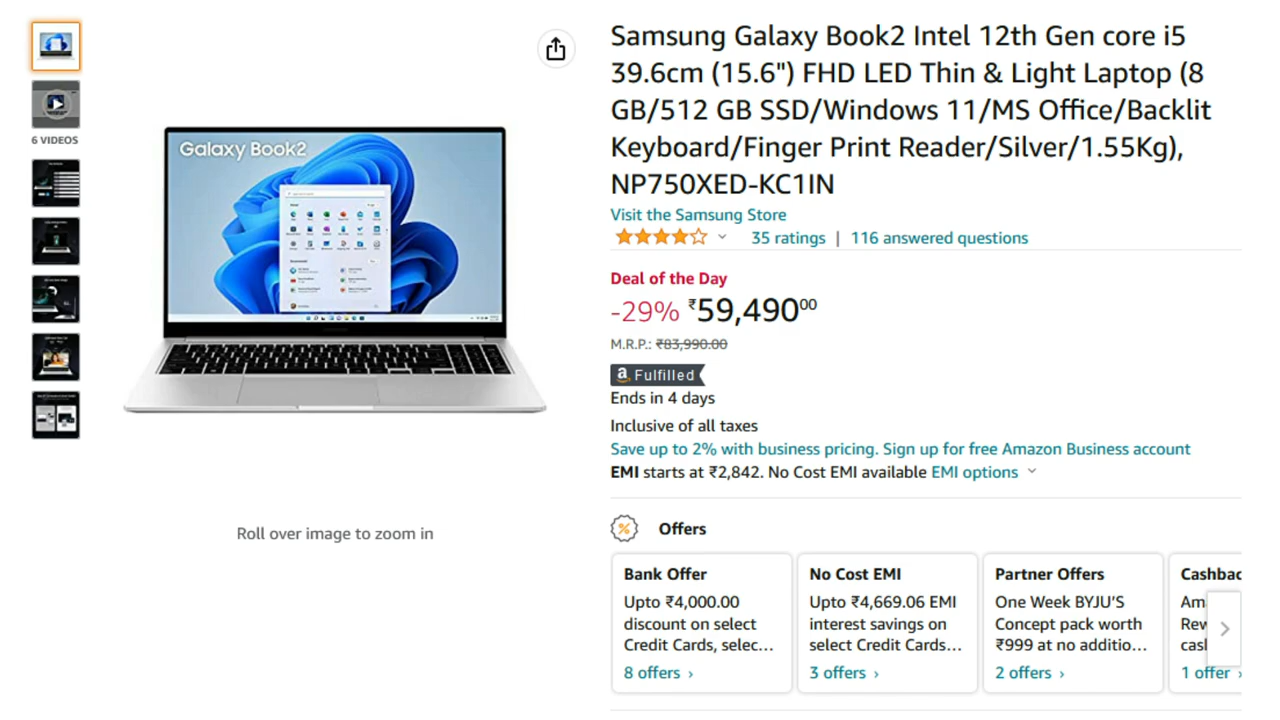 Samsung Galaxy Book2 Intel 12th Gen core i5
39.6cm (15.6") FHD LED Thin & Light Laptop (8
GB/512 GB SSD/Windows 11/MS Office/Backlit
Keyboard/Finger Print Reader/Silver/1.55Kg),
NP750XED-KC1IN
Visit the Samsung Store
35 ratings | 116 answered questions
6 VIDEOS
Galaxy Book2
Roll over image to zoom in
Deal of the Day
-29% ₹59,49000
M.R.P.: ₹83,990.00
a Fulfilled
Ends in 4 days
Inclusive of all taxes
Save up to 2% with business pricing. Sign up for free Amazon Business account
EMI starts at ₹2,842. No Cost EMI available EMI options
Offers
Bank Offer
Upto ₹4,000.00
discount on select
Credit Cards, selec...
8 offers ›
No Cost EMI
Upto ₹4,669.06 EMI
interest savings on
select Credit Cards...
3 offers ›
Partner Offers
One Week BYJU'S
Concept pack worth
₹999 at no additio...
2 offers ›
Cashbac
Am
Rew
cas
1 offer ›